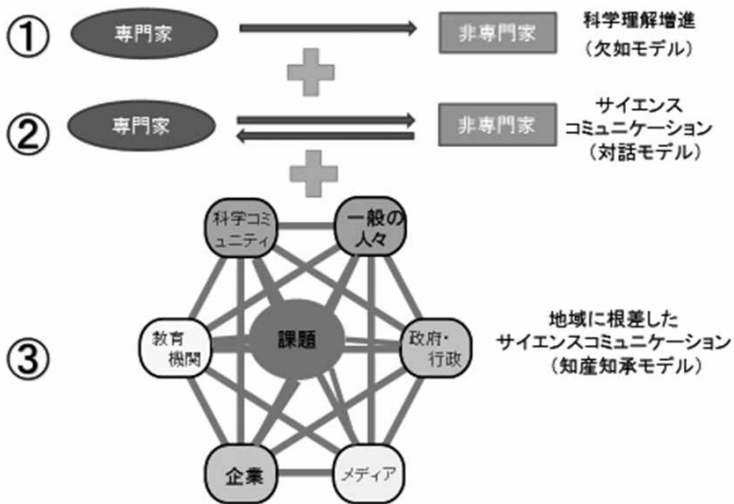 ①
専門家
非専門家
科学理解増進
(欠如モデル)
②
専門家
非専門家
サイエンス
コミュニケーション
(対話モデル)
③
科学コミ
ュニティ
一般の
人々
教育
機関
課題
政府・
行政
企業
メディア
地域に根差した
サイエンスコミュニケーション
(知産知承モデル)